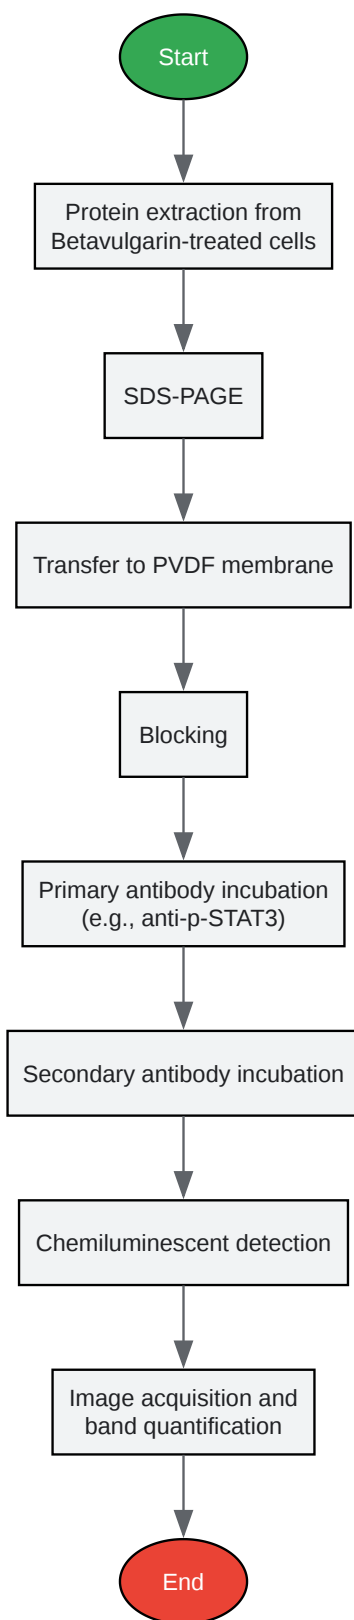 Start
Protein extraction from
Betavulgarin-treated cells
SDS-PAGE
Transfer to PVDF membrane
Blocking
Primary antibody incubation
(e.g., anti-p-STAT3)
Secondary antibody incubation
Chemiluminescent detection
Image acquisition and
band quantification
End